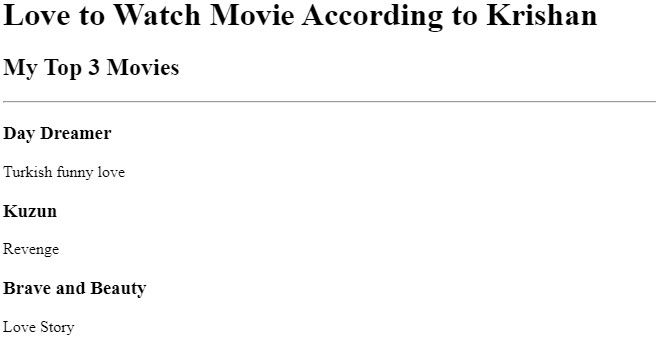 Love to Watch Movie According to Krishan
My Top 3 Movies
Day Dreamer
Turkish funny love
Kuzun
Revenge
Brave and Beauty
Love Story